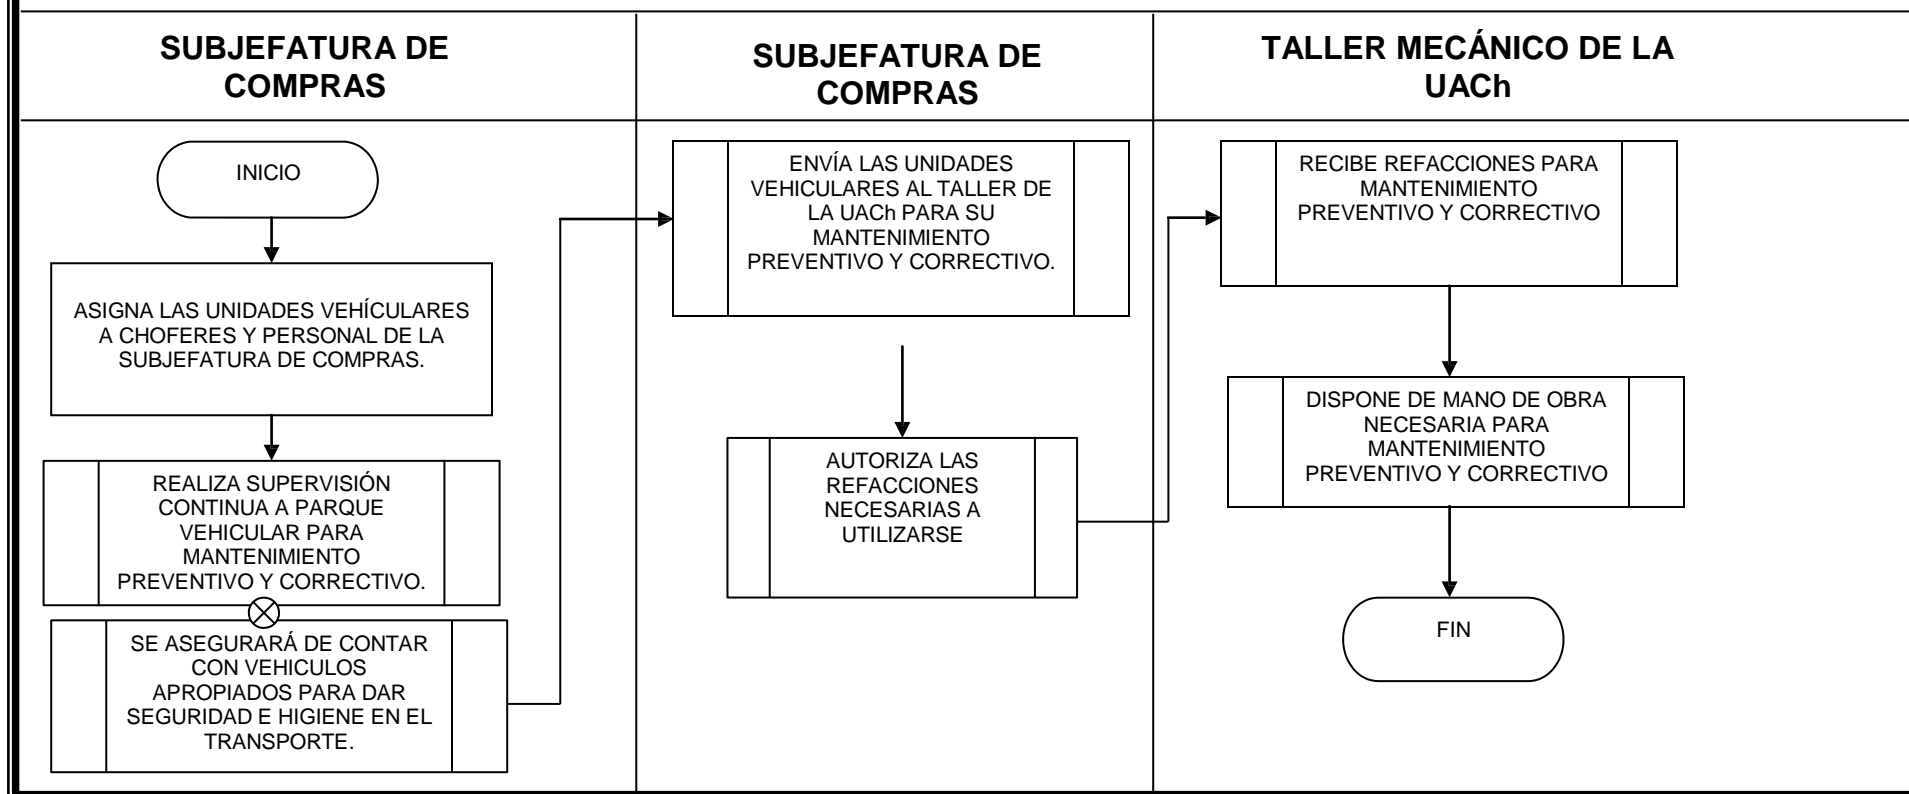 SUBJEFATURA DE
COMPRAS
SUBJEFATURA DE
COMPRAS
TALLER MECÁNICO DE LA
UACh
INICIO
ASIGNA LAS UNIDADES VEHÍCULARES
A CHOFERES Y PERSONAL DE LA
SUBJEFATURA DE COMPRAS.
REALIZA SUPERVISIÓN
CONTINUA A PARQUE
VEHICULAR PARA
MANTENIMIENTO
PREVENTIVO Y CORRECTIVO.
SE ASEGURARÁ DE CONTAR
CON VEHICULOS
APROPIADOS PARA DAR
SEGURIDAD E HIGIENE EN EL
TRANSPORTE.
ENVÍA LAS UNIDADES
VEHICULARES AL TALLER DE
LA UACh PARA SU
MANTENIMIENTO
PREVENTIVO Y CORRECTIVO.
AUTORIZA LAS
REFACCIONES
NECESARIAS A
UTILIZARSE
RECIBE REFACCIONES PARA
MANTENIMIENTO
PREVENTIVO Y CORRECTIVO
DISPONE DE MANO DE OBRA
NECESARIA PARA
MANTENIMIENTO
PREVENTIVO Y CORRECTIVO
FIN